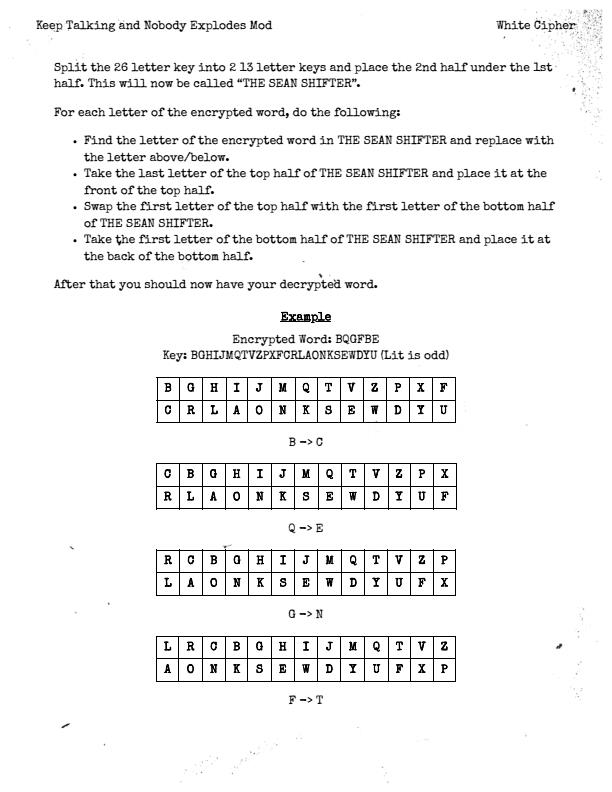 Keep Talking and Nobody Explodes Mod White Cipher
Split the 26 letter key into 2 13 letter keys and place the 2nd half under the 1st
half. This will now be called “THE SEAN SHIFTER”.
For each letter of the encrypted word, do the following:
• Find the letter of the encrypted word in THE SEAN SHIFTER and replace with
the letter above/below.
• Take the last letter of the top half of THE SEAN SHIFTER and place it at the
front of the top half.
• Swap the first letter of the top half with the first letter of the bottom half
of THE SEAN SHIFTER.
• Take the first letter of the bottom half of THE SEAN SHIFTER and place it at
the back of the bottom half.
After that you should now have your decrypted word.
Example
Encrypted Word: BQGFBE
Key: BGHIJMQTVZPXFCRLAONKSEWDYU (Lit is odd)
B G H I J M Q T V Z P X F
C R L A O N K S E W D Y U
B -> C
C B G H I J M Q T V Z P X
R L A O N K S E W D Y U F
Q -> E
R C B G H I J M Q T V Z P
L A O N K S E W D Y U F X
G -> N
L R C B G H I J M Q T V Z
A O N K S E W D Y U F X P
F -> T